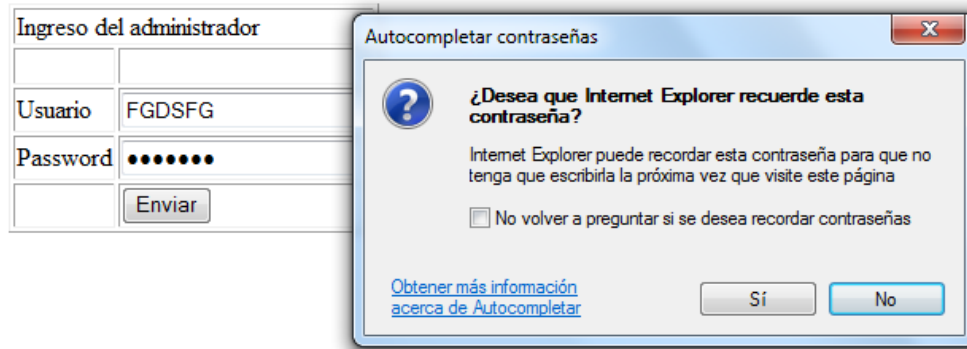 Ingreso del administrador
Usuario FGDSFG
Password •••••••
Enviar
Autocompletar contraseñas
¿Desea que Internet Explorer recuerde esta
contraseña?
Internet Explorer puede recordar esta contraseña para que no
tenga que escribirla la próxima vez que visite este página
No volver a preguntar si se desea recordar contraseñas
Obtener más información
acerca de Autocompletar
Sí No